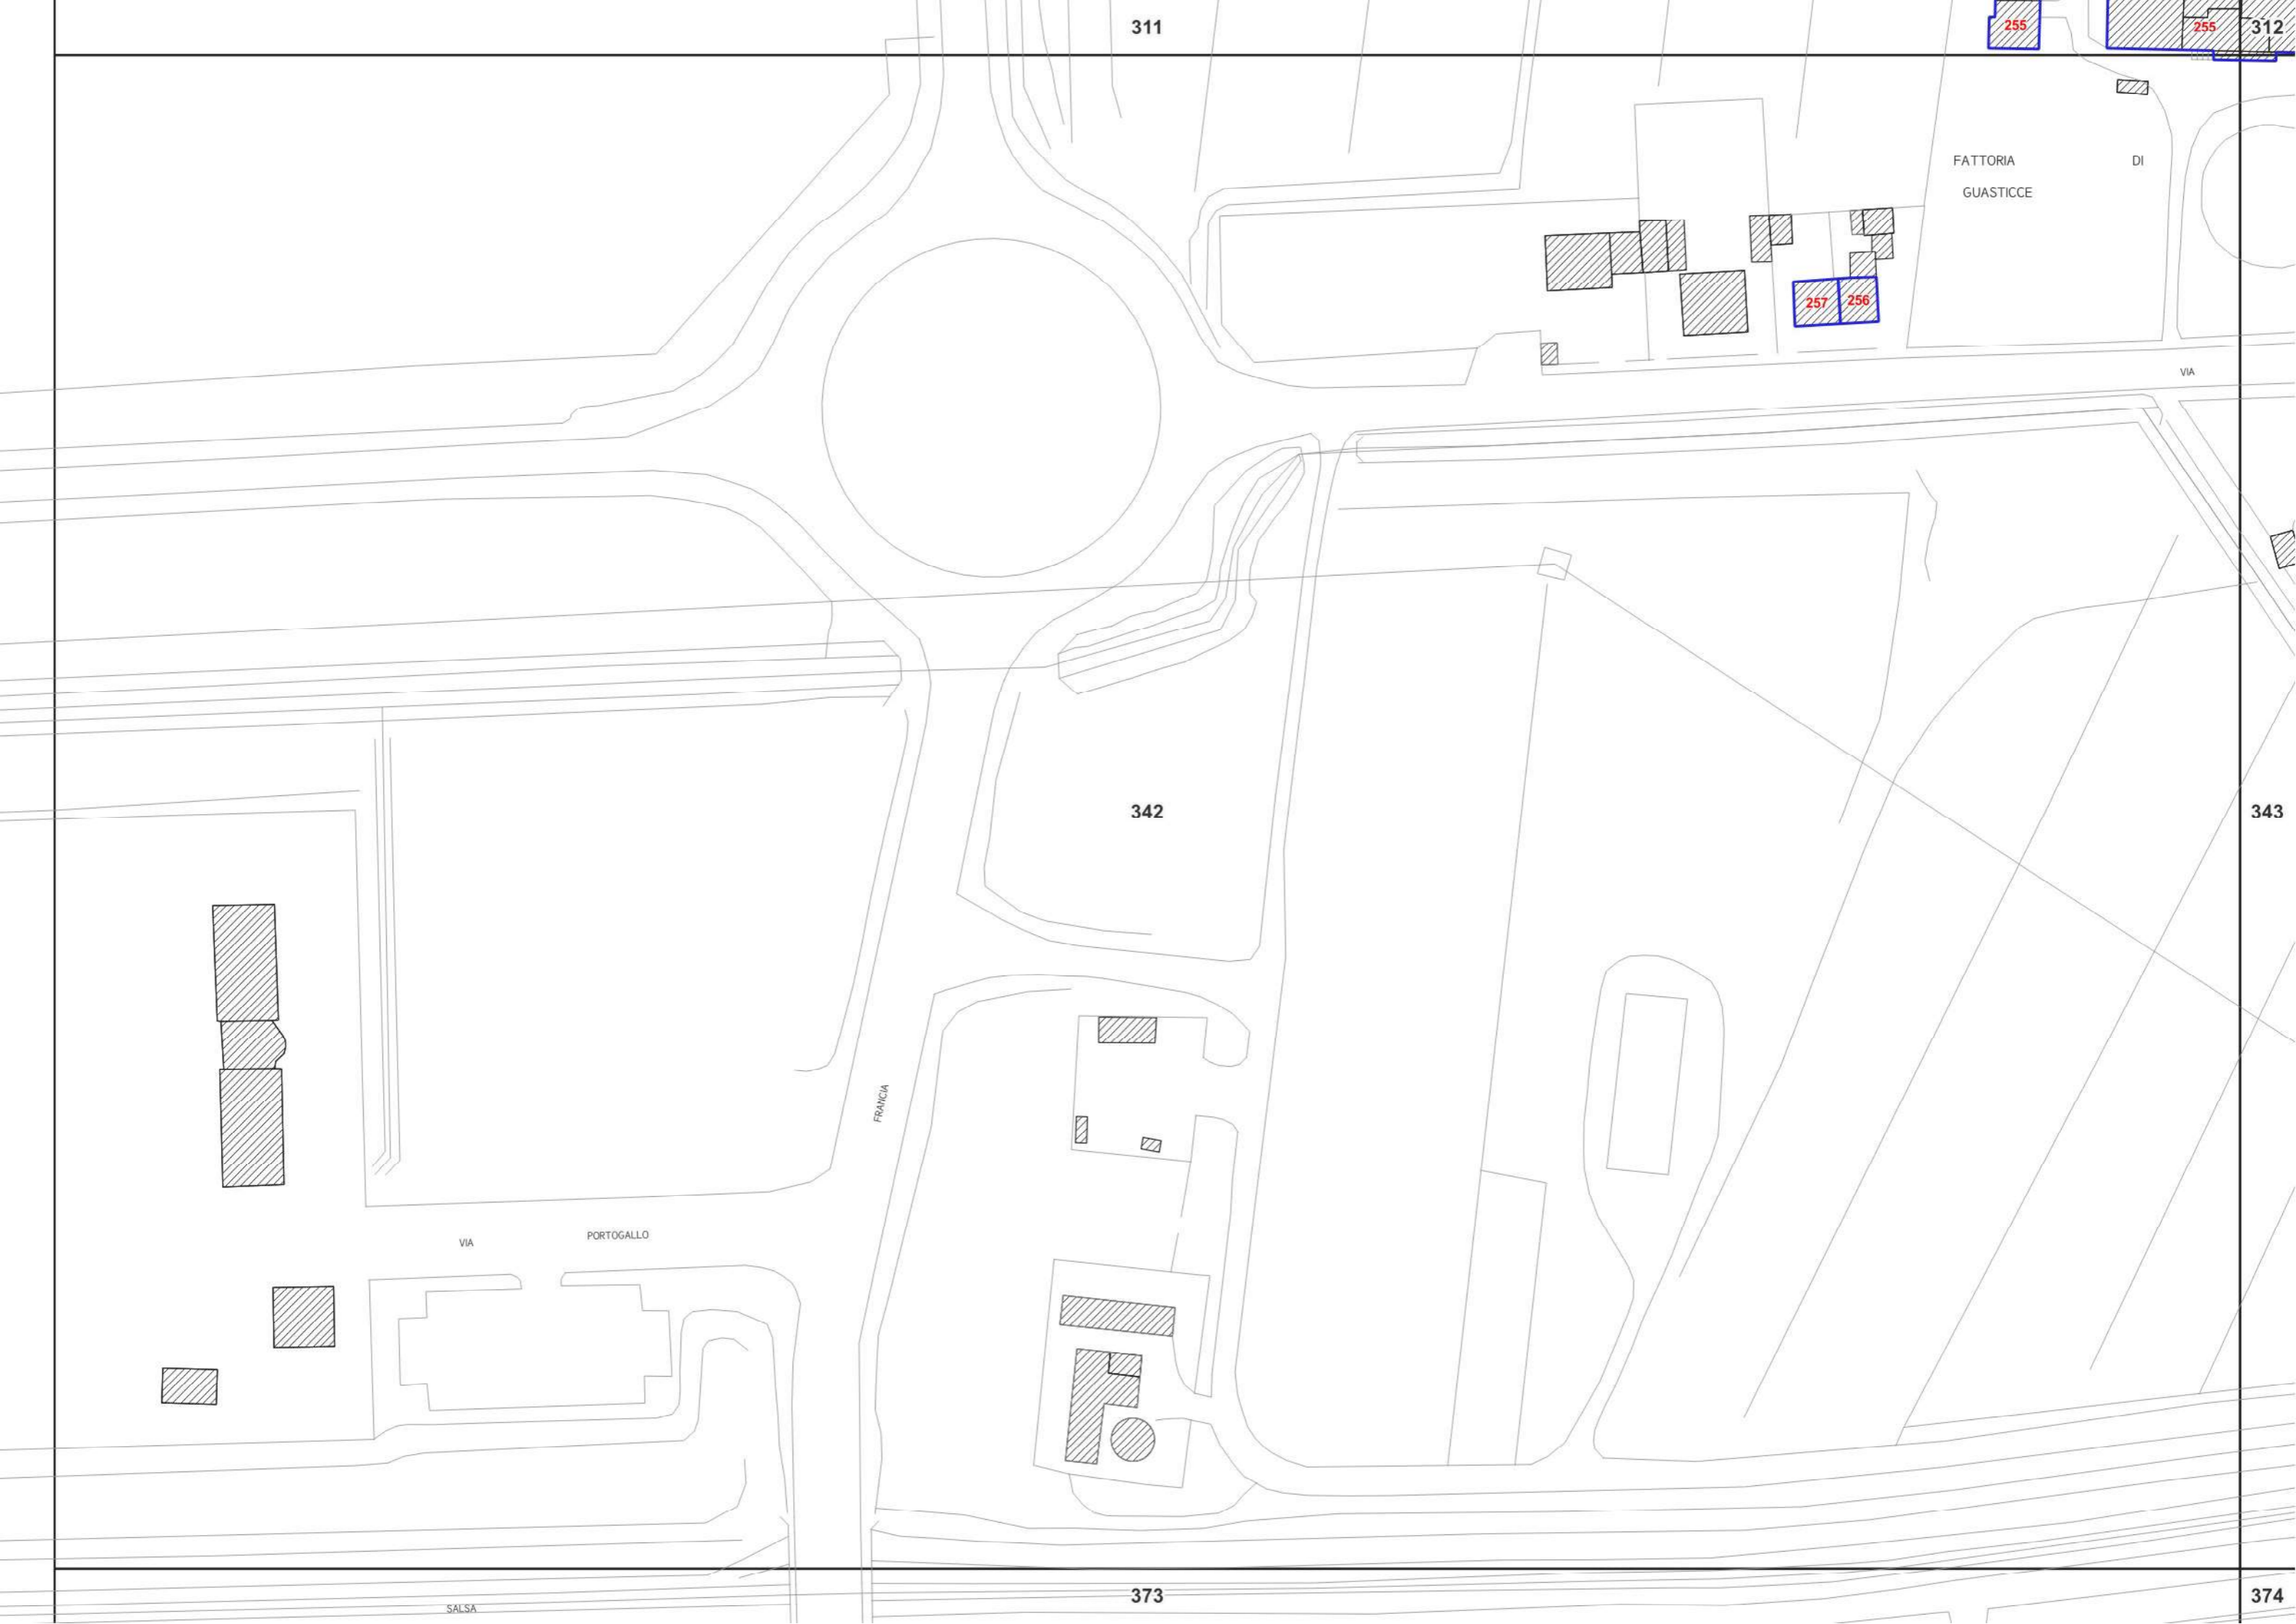 311
255
255
312
FATTORIA DI
GUASTICCE
257
256
VIA
342
343
FRANCIA
VIA PORTOGALLO
373
374
SALSA